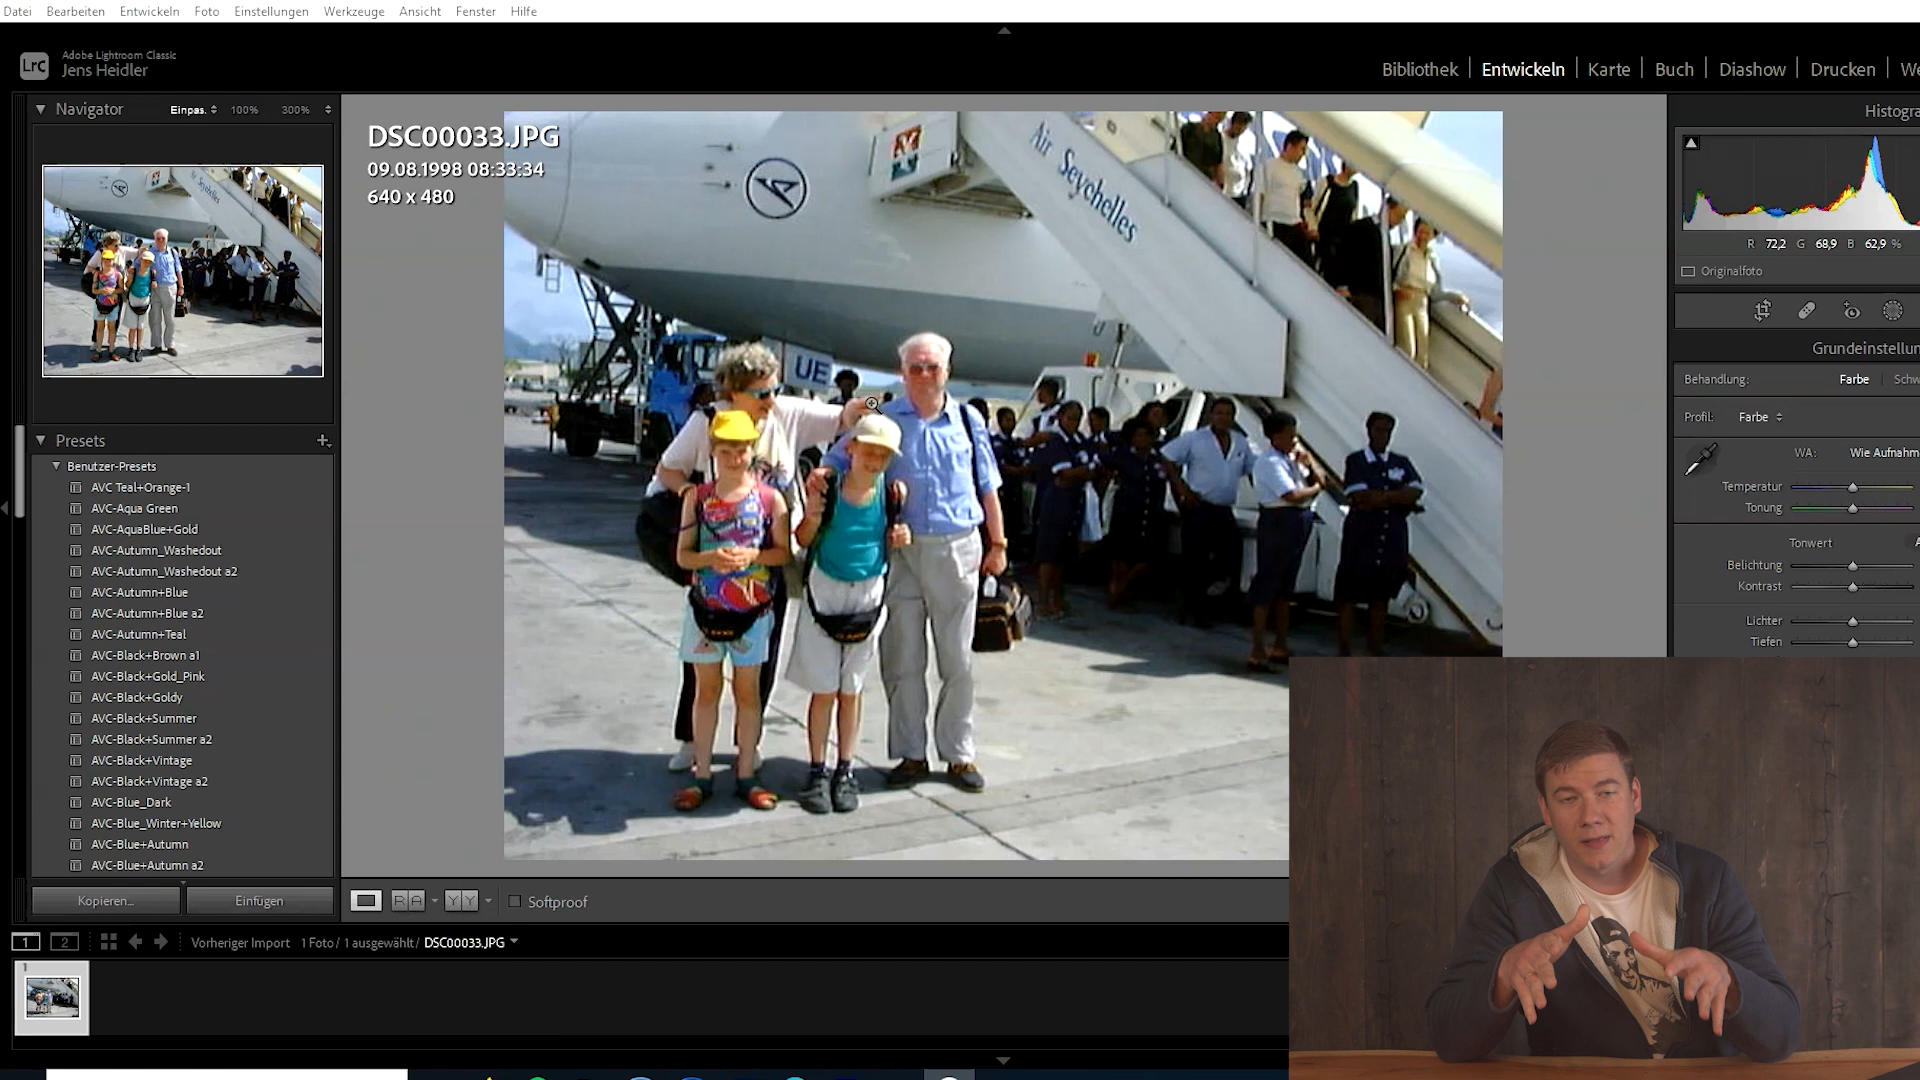 Datei Bearbeiten Entwickeln Foto Einstellungen Werkzeuge Ansicht Fenster Hilfe
Adobe Lightroom Classic
LrC Jens Heidler
Bibliothek | Entwickeln | Karte | Buch | Diashow | Drucken |
Navigator Einpas. 100% 300%
DSC00033.JPG
09.08.1998 08:33:34
640 x 480
Air Seychelles
UE
R 72,2 G 68,9 B 62,9 %
Originalfoto
Behandlung: Farbe
Profil: Farbe
WA:
Temperatur
Tonung
Tonwert
Belichtung
Kontrast
Lichter
Tiefen
Presets
Benutzer-Presets
AVC Teal+Orange-1
AVC-Aqua Green
AVC-AquaBlue+Gold
AVC-Autumn_Washedout
AVC-Autumn_Washedout a2
AVC-Autumn+Blue
AVC-Autumn+Blue a2
AVC-Autumn+Teal
AVC-Black+Brown a1
AVC-Black+Gold_Pink
AVC-Black+Goldy
AVC-Black+Summer
AVC-Black+Summer a2
AVC-Black+Vintage
AVC-Black+Vintage a2
AVC-Blue_Dark
AVC-Blue_Winter+Yellow
AVC-Blue+Autumn
AVC-Blue+Autumn a2
Kopieren... Einfügen
R A Y Y Softproof
1 2 Vorheriger Import 1 Foto / 1 ausgewählt / DSC00033.JPG
1